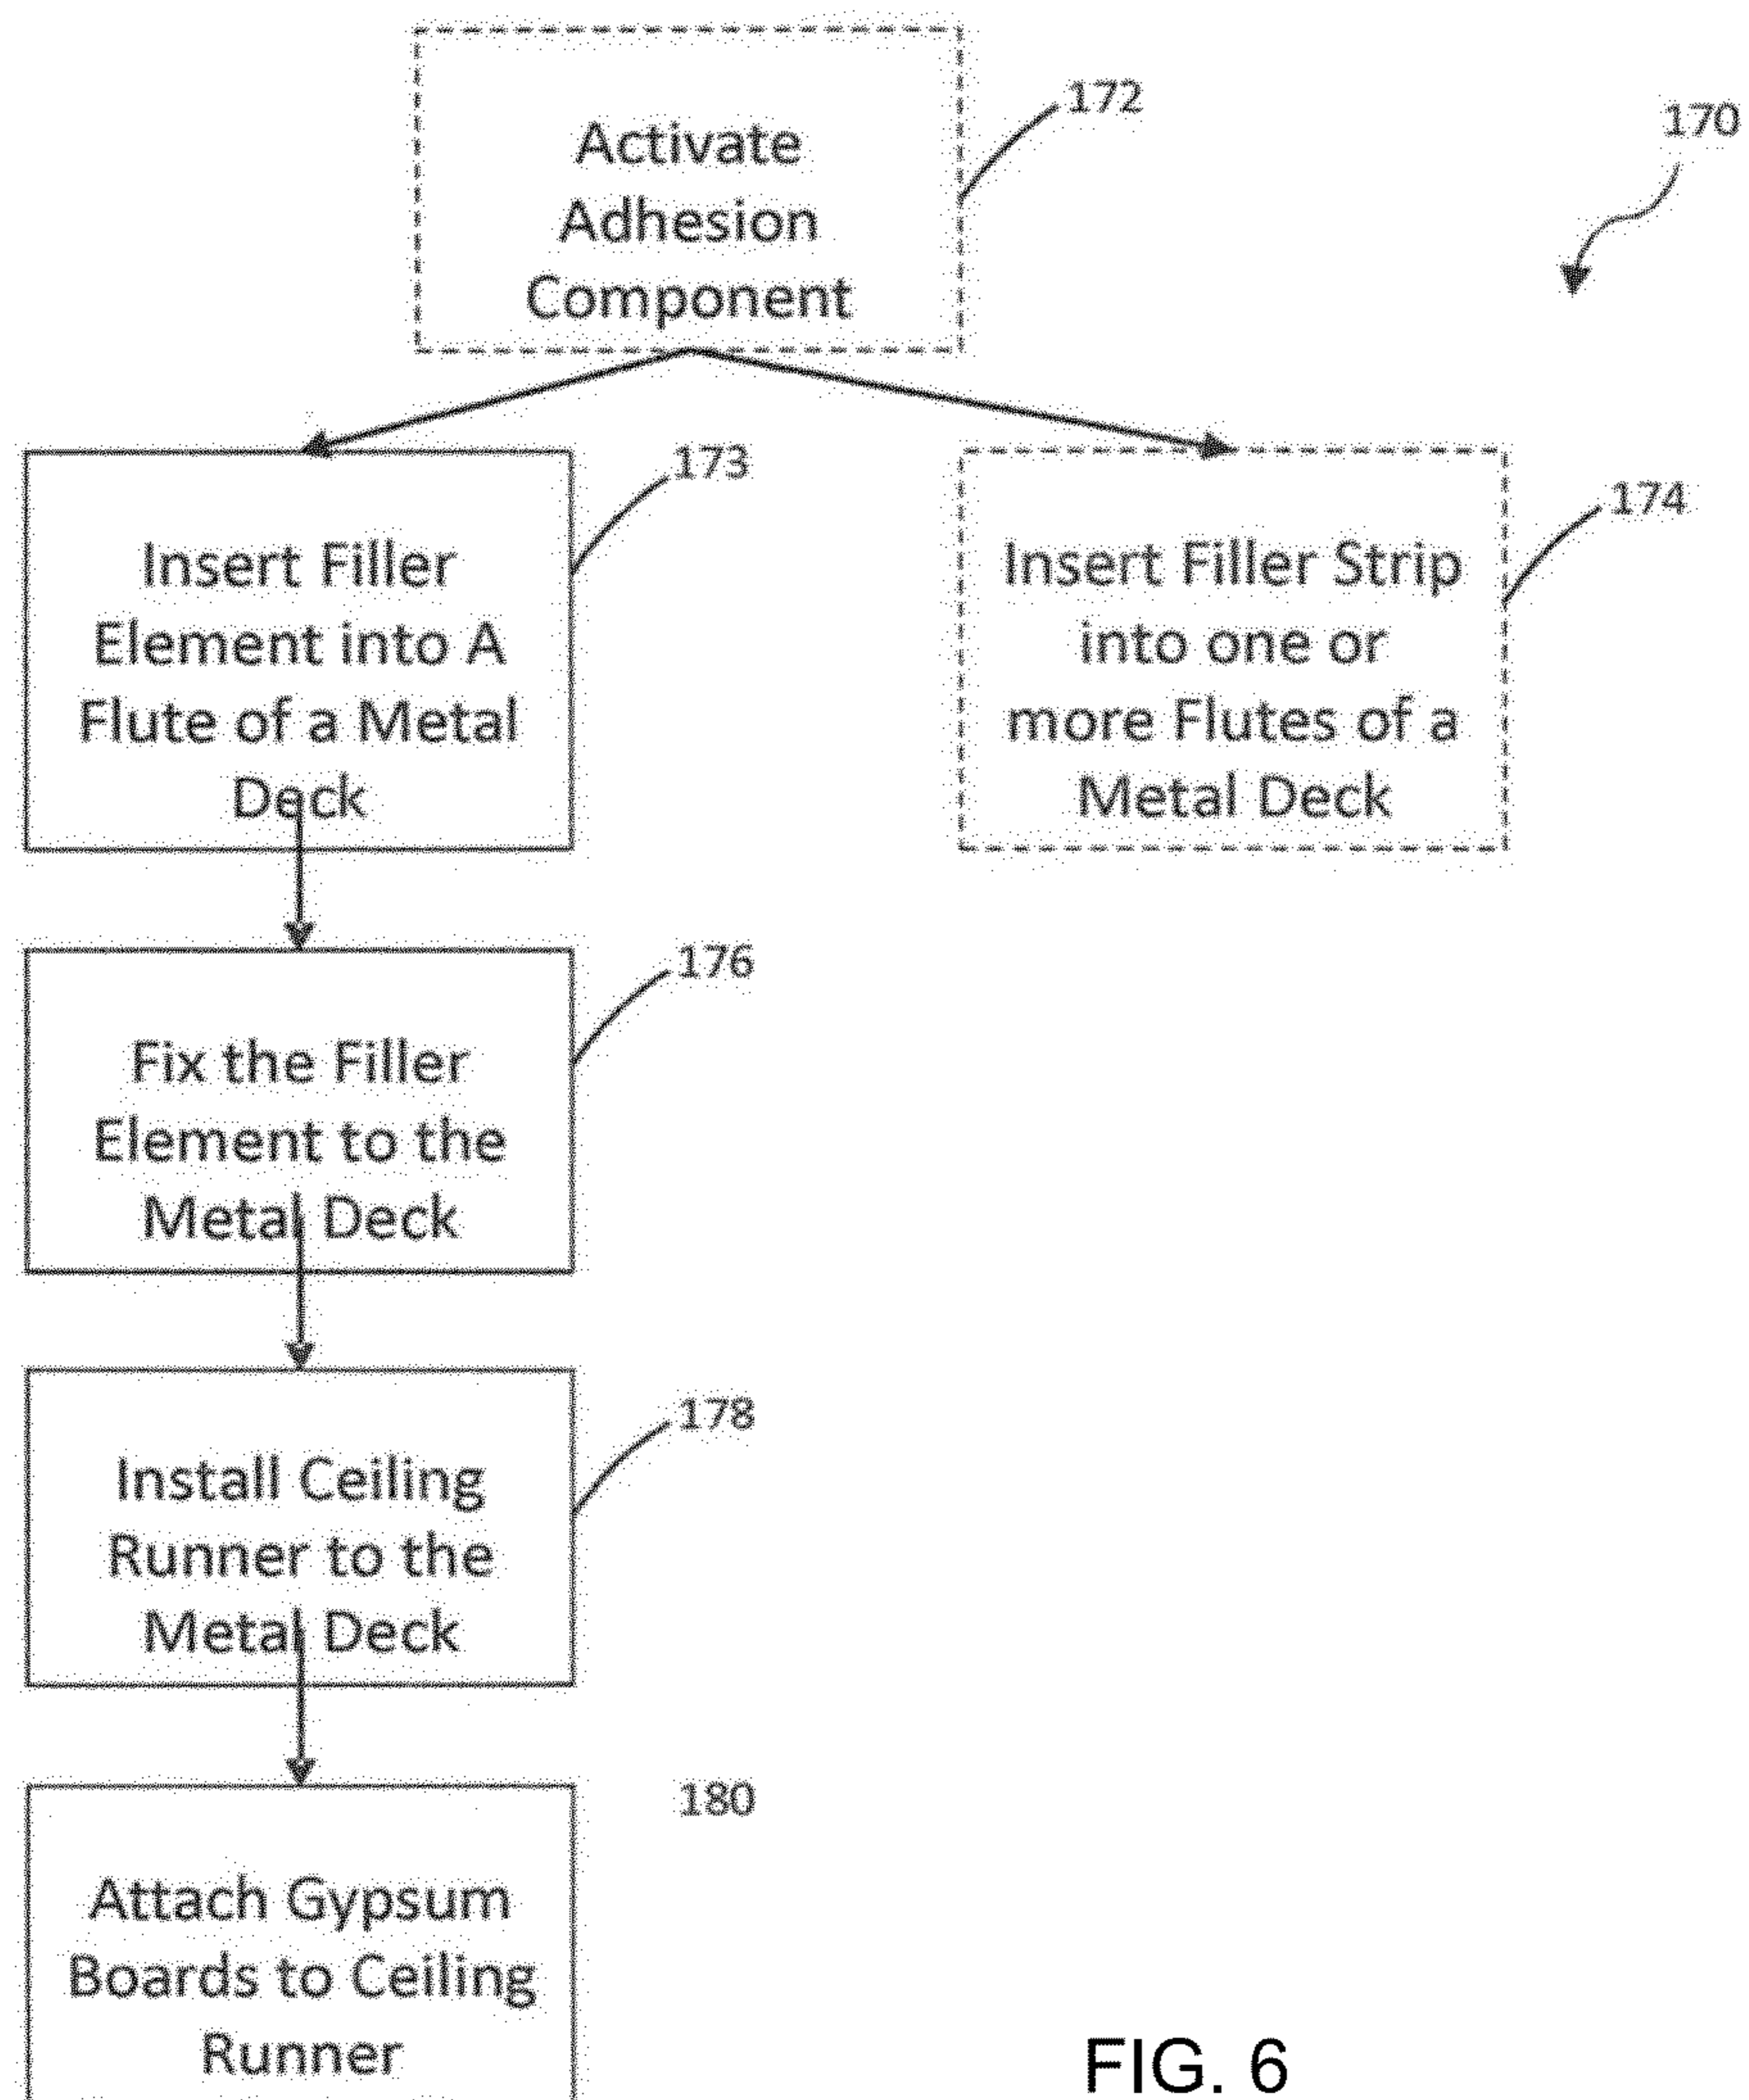 Activate
Adhesion
Component
172
170
Insert Filler
Element into A
Flute of a Metal
Deck
173
Insert Filler Strip
into one or
more Flutes of a
Metal Deck
174
Fix the Filler
Element to the
Metal Deck
176
Install Ceiling
Runner to the
Metal Deck
178
Attach Gypsum
Boards to Ceiling
Runner
180
FIG. 6